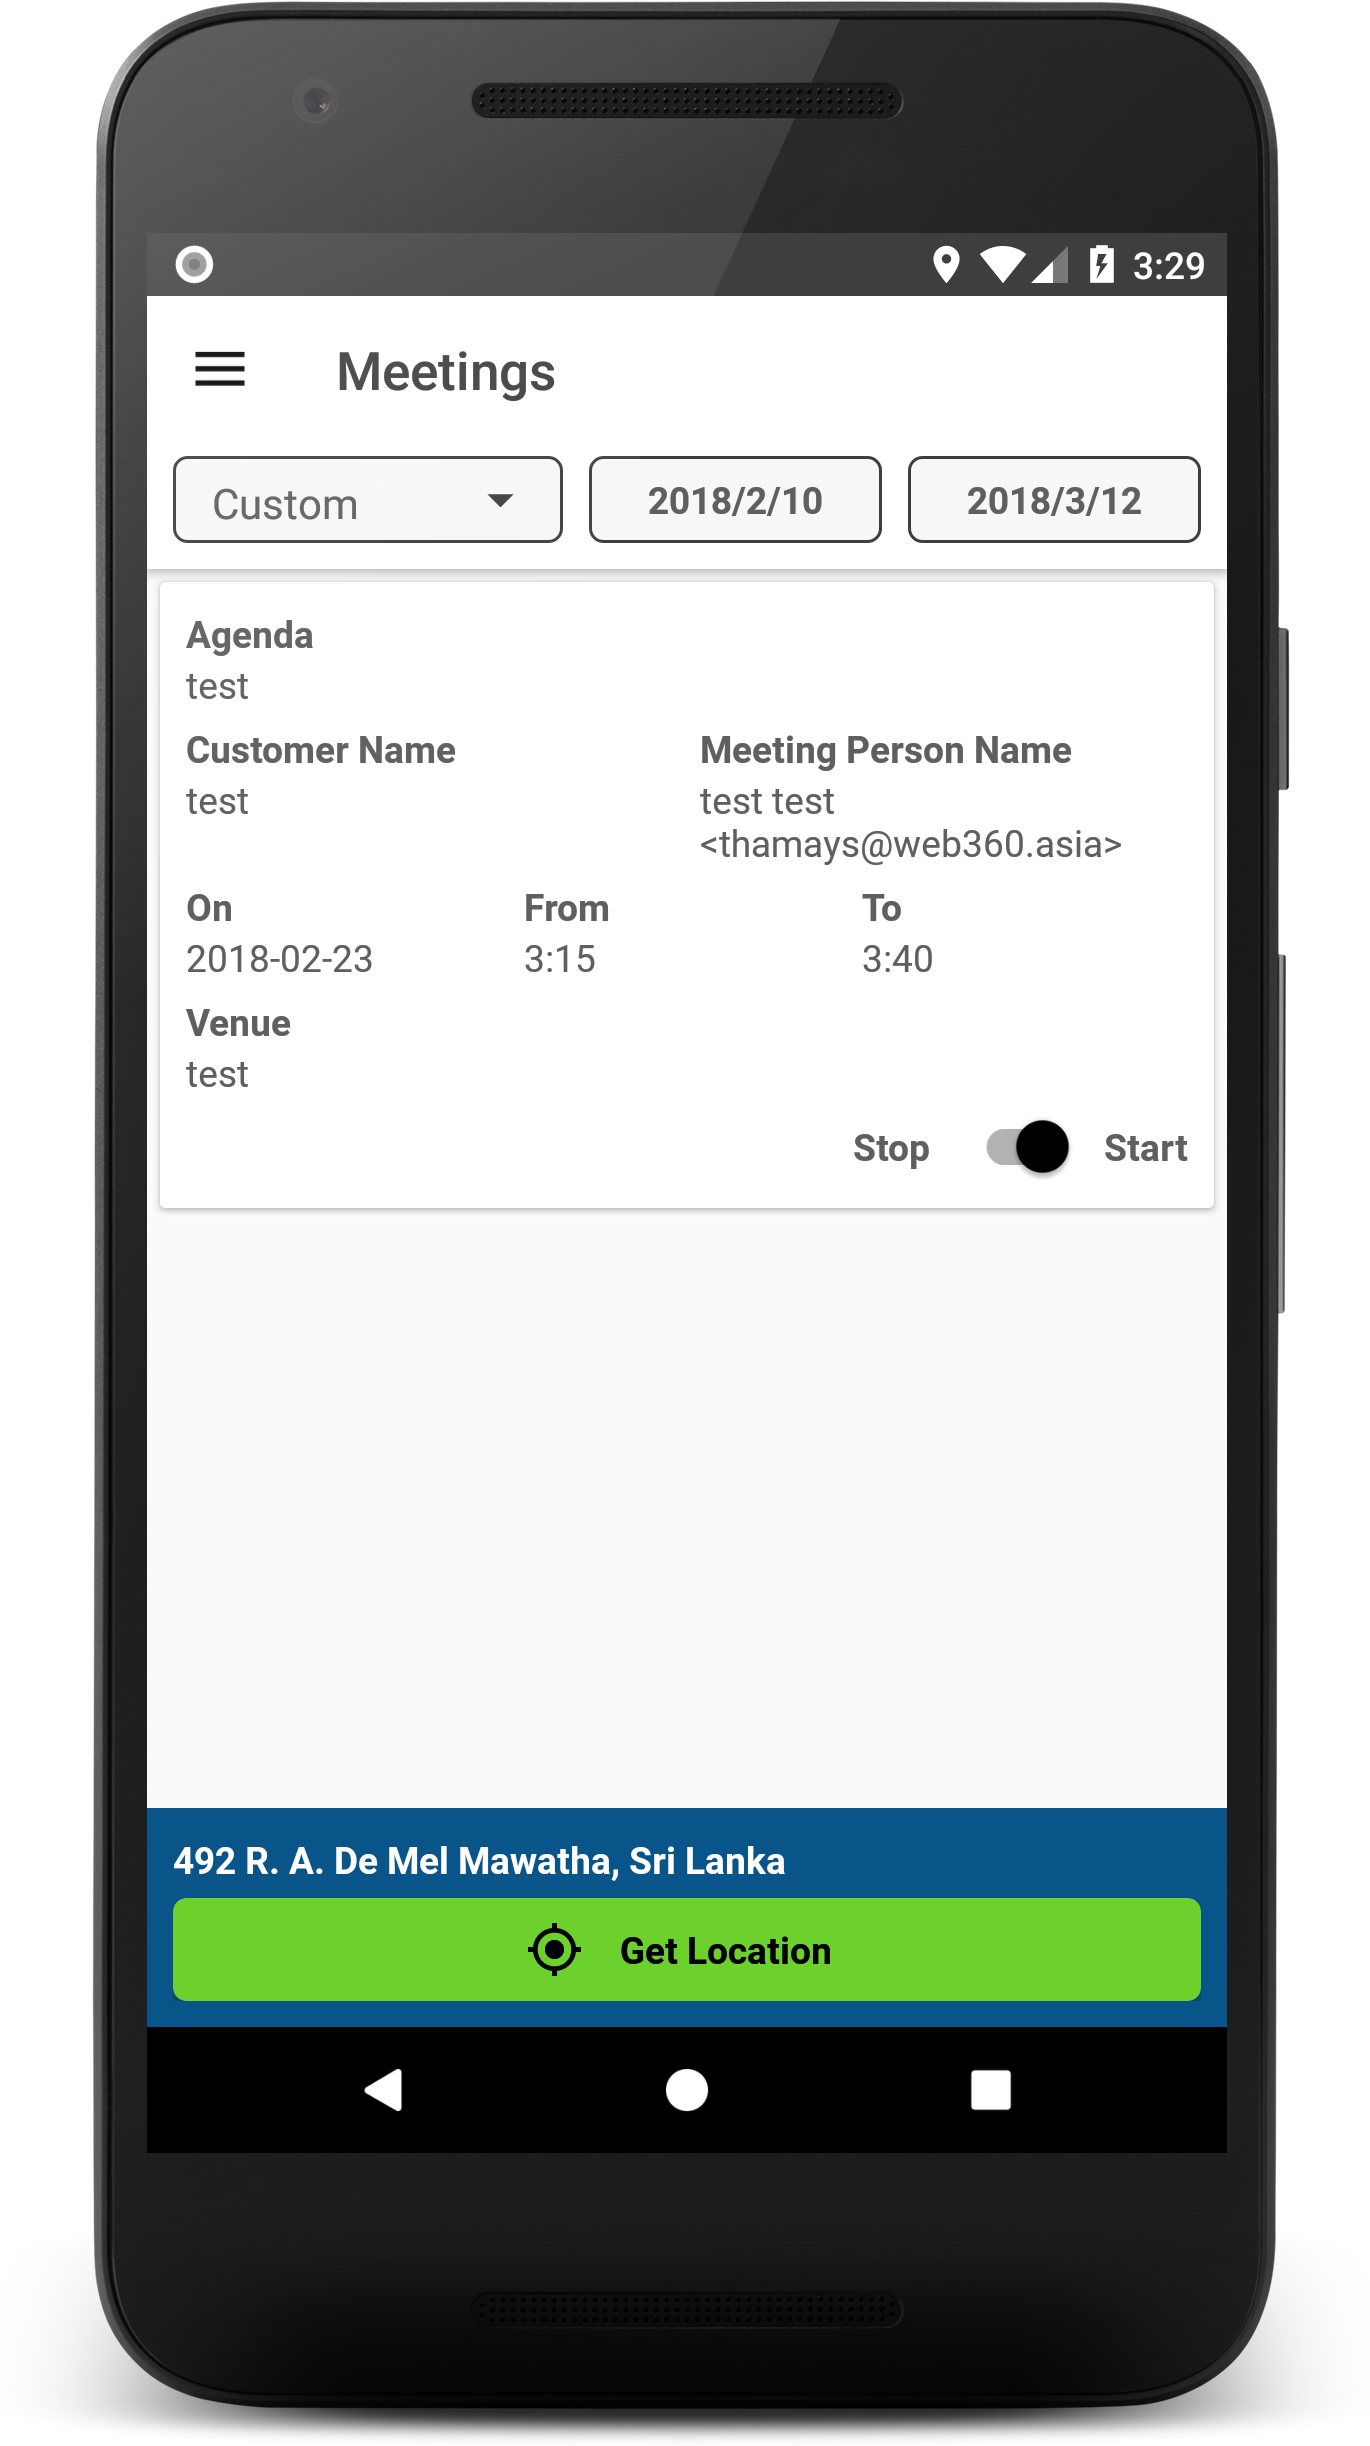 3:29
Meetings
Custom 2018/2/10 2018/3/12
Agenda
test
Customer Name Meeting Person Name
test test test
<thamays@web360.asia>
On From To
2018-02-23 3:15 3:40
Venue
test
Stop Start
492 R. A. De Mel Mawatha, Sri Lanka
Get Location